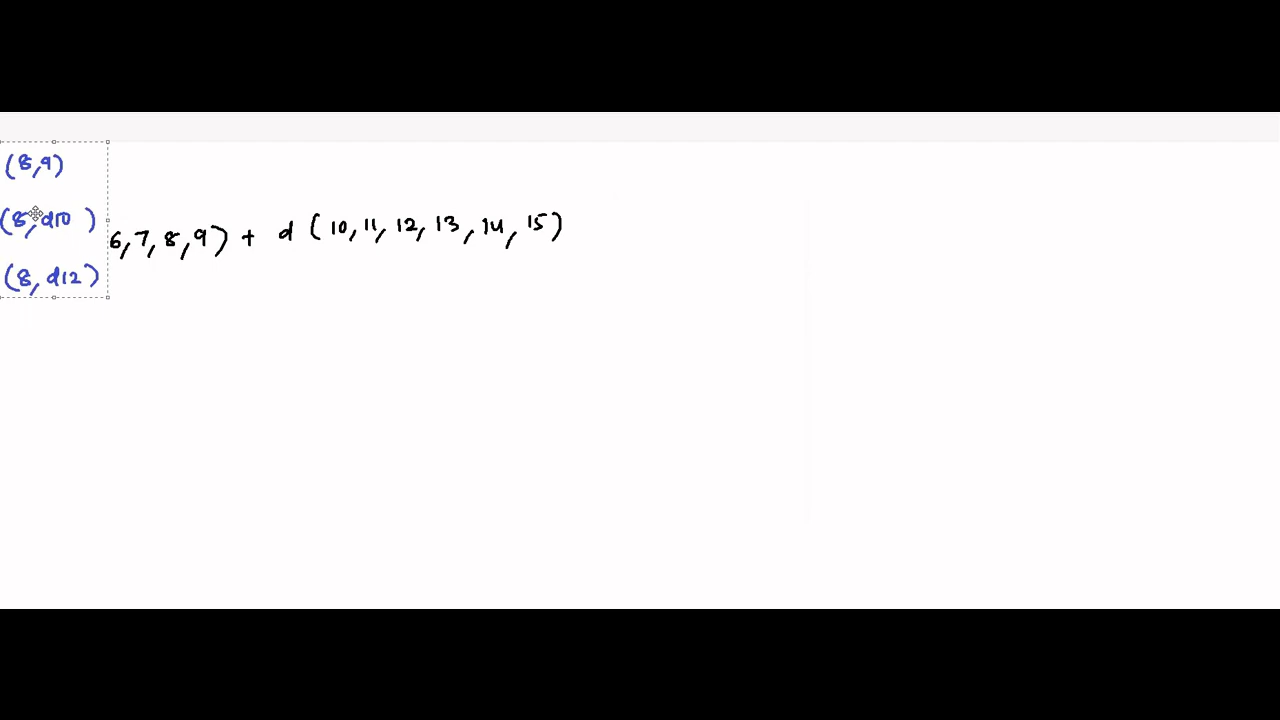 (8,9)
(8, d10 )
6,7,8,9) + d (10,11,12,13,14,15)
(8, d12)